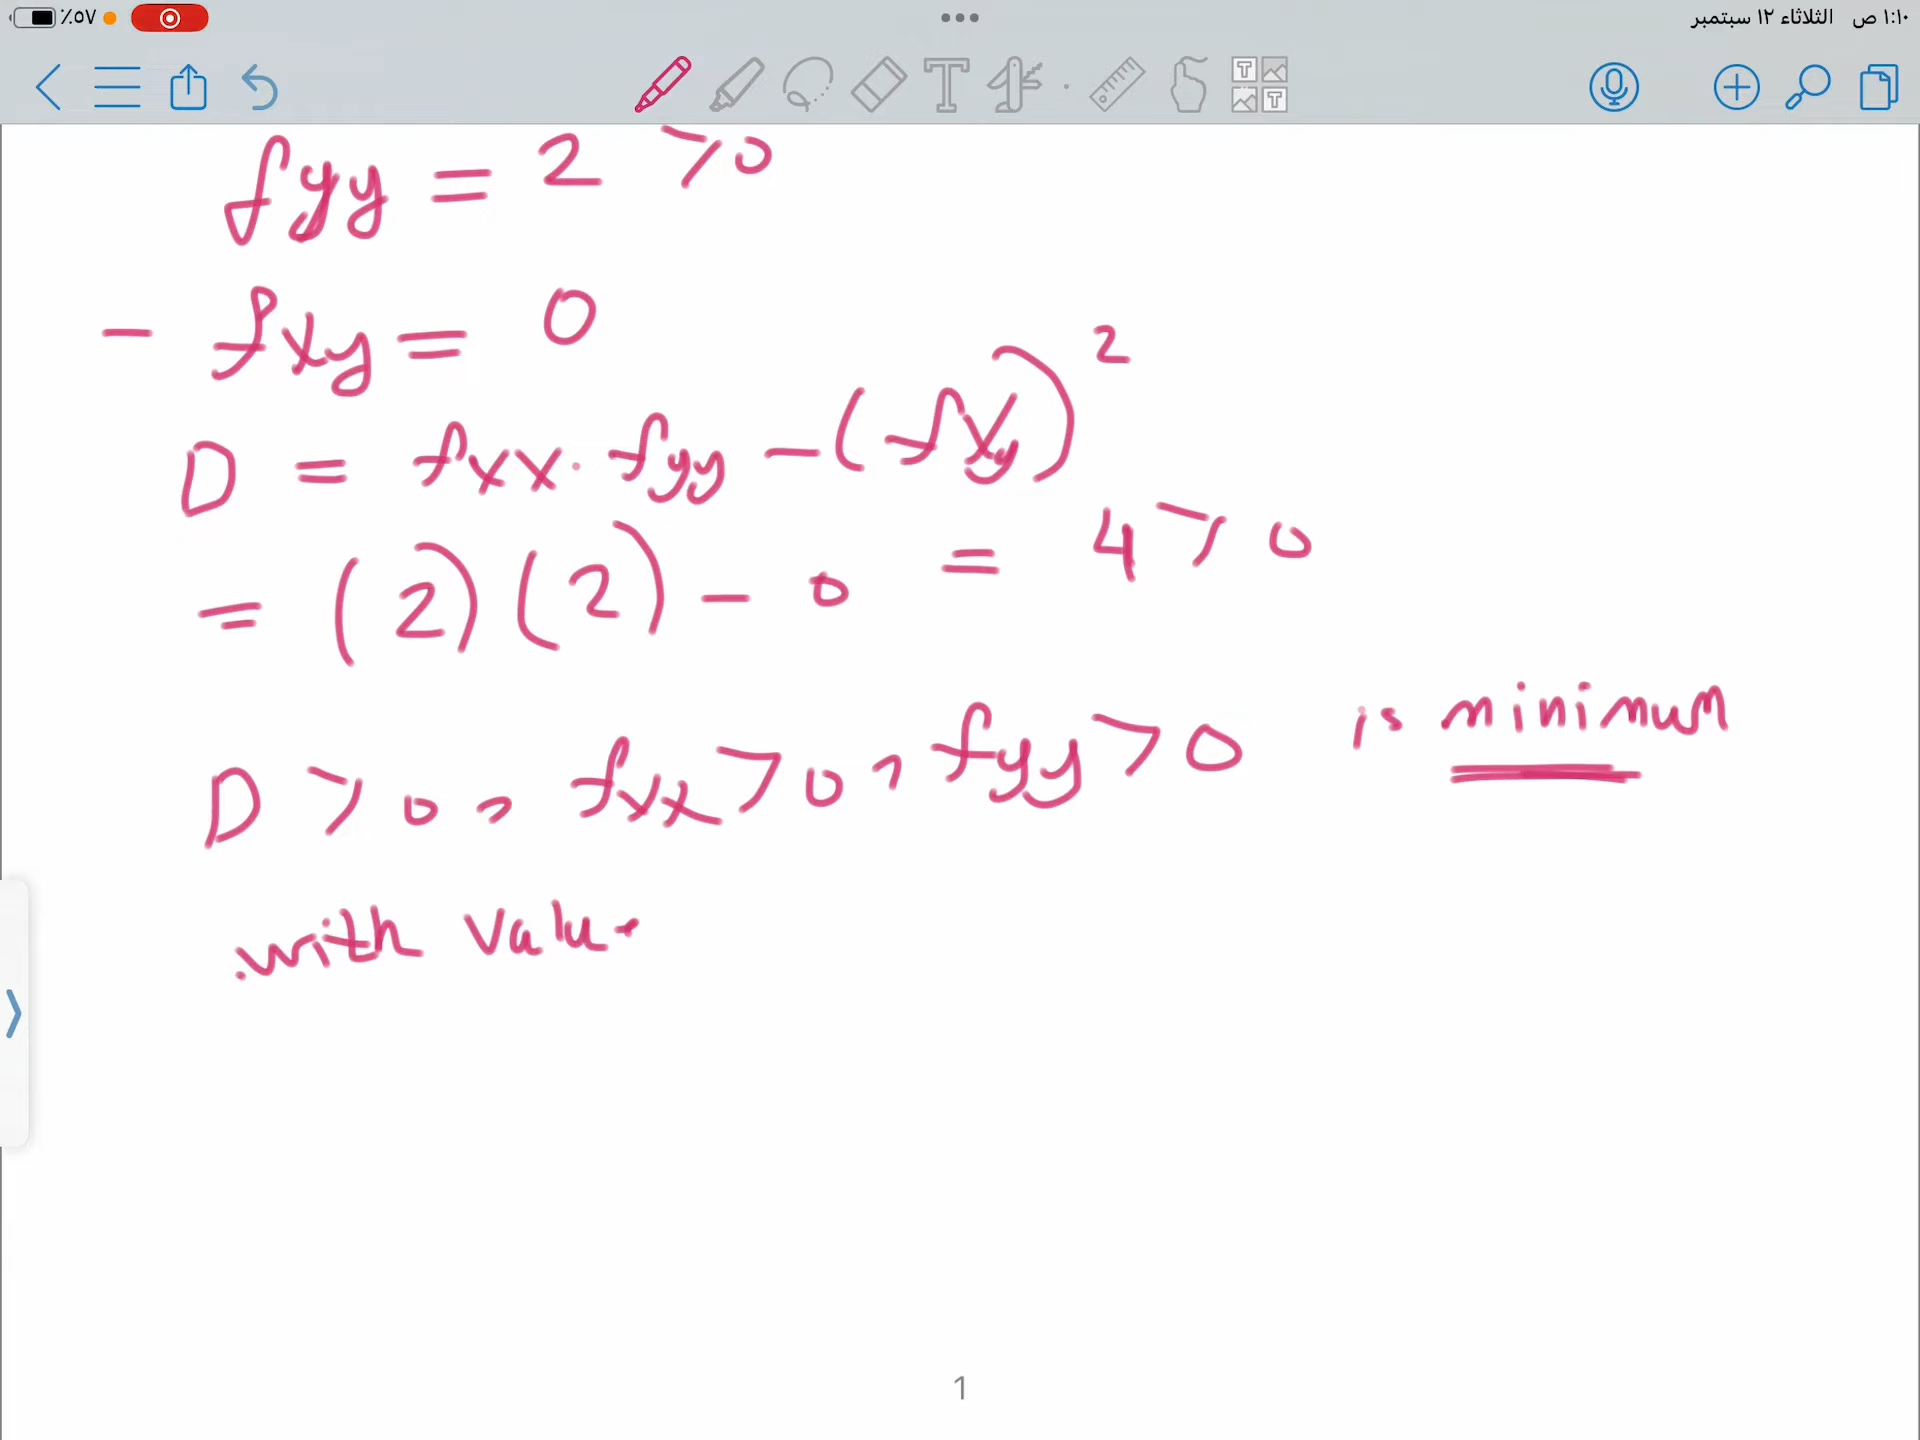 ٪٥٧ ١:١٠ ص الثلاثاء ١٢ سبتمبر
fyy = 2 > 0
- fxy = 0
D = fxx · fyy - (fxy)²
= (2)(2) - 0 = 4 > 0
D > 0, fxx > 0, fyy > 0 is minimum
with value
1